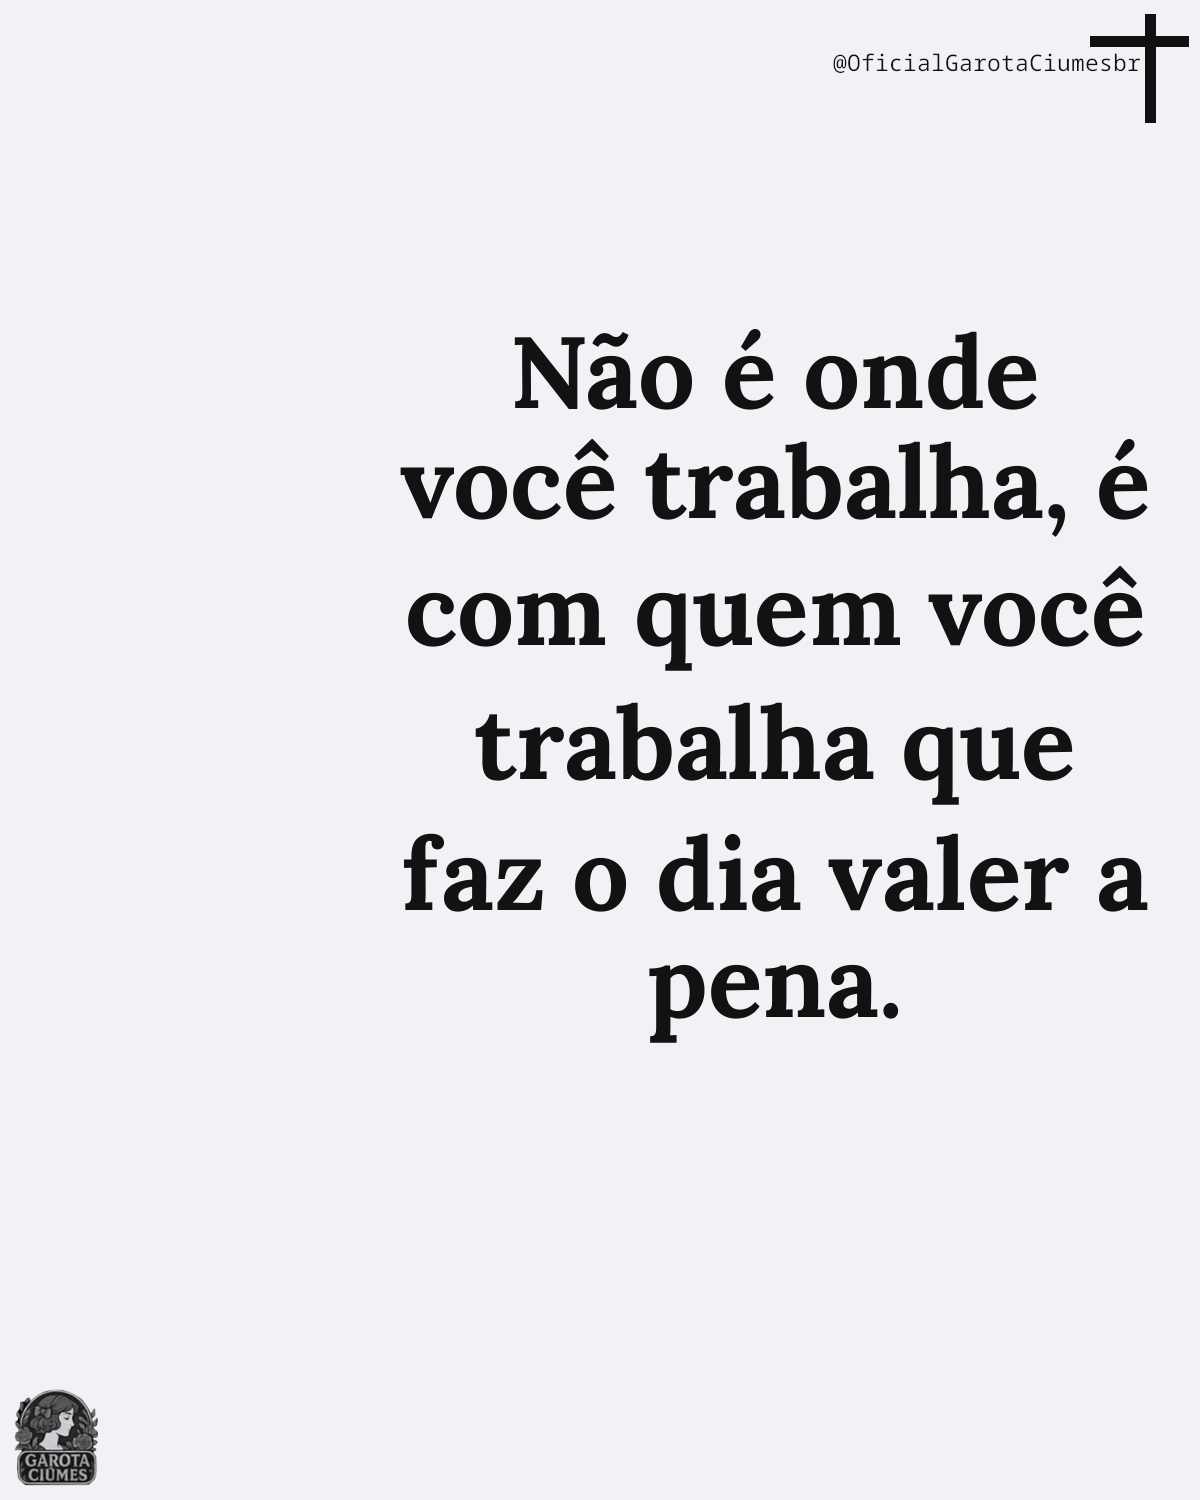 @OficialGarotaCiumesbr
Não é onde
você trabalha, é
com quem você
trabalha que
faz o dia valer a
pena.
GAROTA
CIÚMES